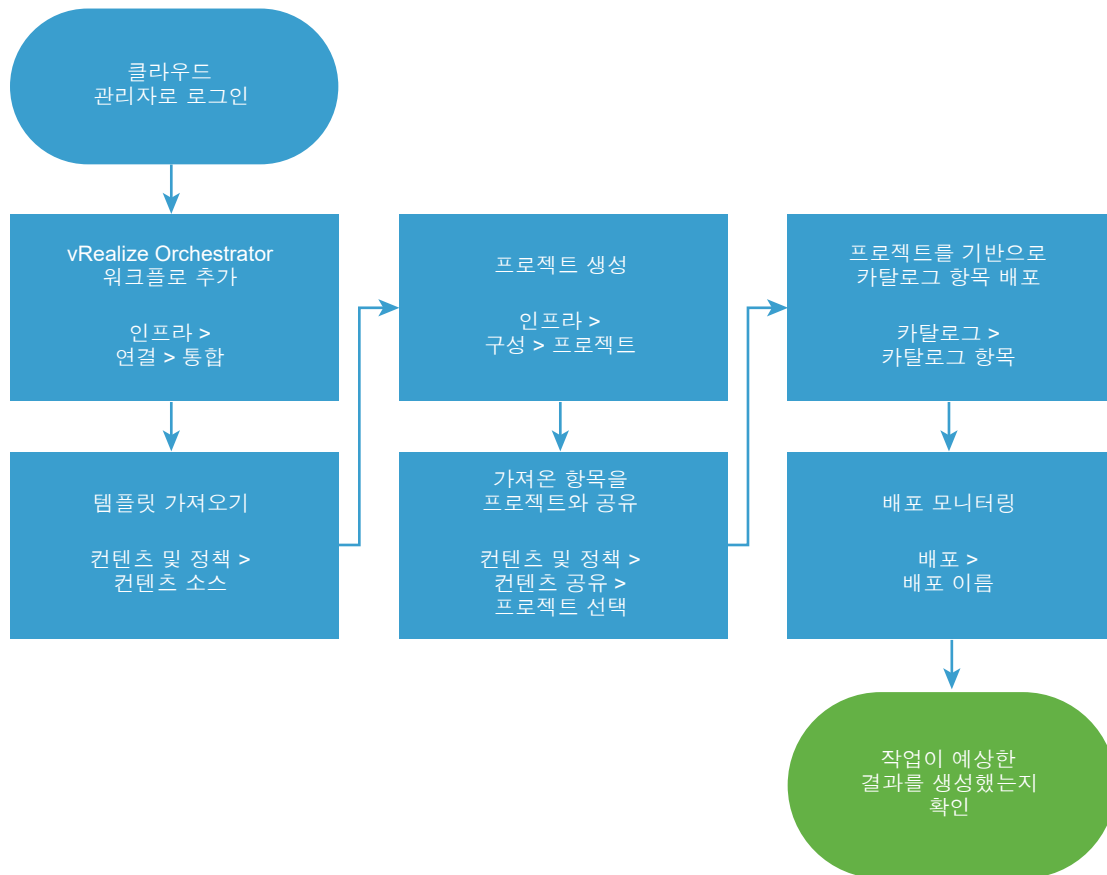 클라우드
관리자로 로그인
vRealize Orchestrator
워크플로 추가
인프라 >
연결 > 통합
템플릿 가져오기
컨텐츠 및 정책 >
컨텐츠 소스
프로젝트 생성
인프라 >
구성 > 프로젝트
가져온 항목을
프로젝트와 공유
컨텐츠 및 정책 >
컨텐츠 공유 >
프로젝트 선택
프로젝트를 기반으로
카탈로그 항목 배포
카탈로그 >
카탈로그 항목
배포 모니터링
배포 >
배포 이름
작업이 예상한
결과를 생성했는지
확인